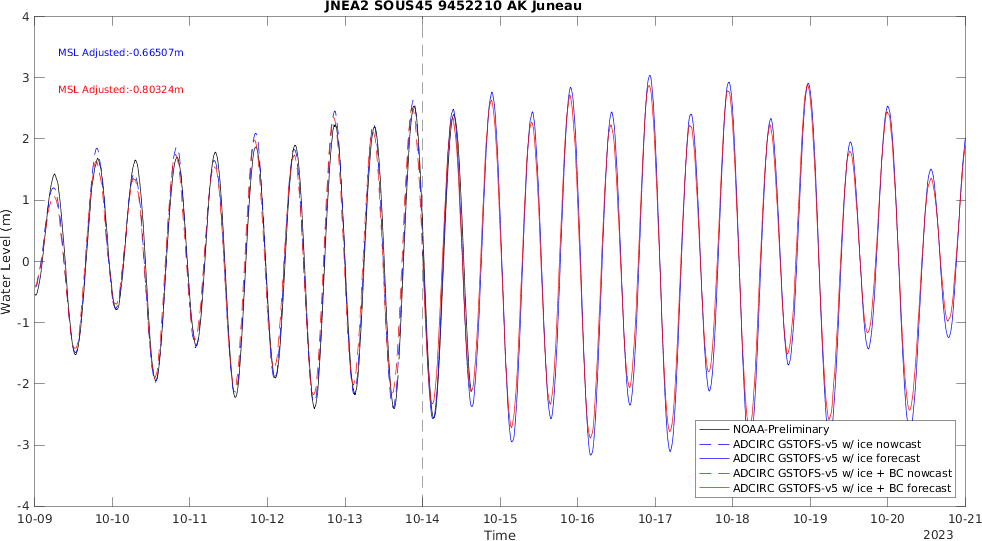 JNEA2 SOUS45 9452210 AK Juneau
4
MSL Adjusted:-0.66507m
3
MSL Adjusted:-0.80324m
2
1
Water Level (m)
0
-1
-2
-3
-4
NOAA-Preliminary
ADCIRC GSTOFS-v5 w/ ice nowcast
ADCIRC GSTOFS-v5 w/ ice forecast
ADCIRC GSTOFS-v5 w/ ice + BC nowcast
ADCIRC GSTOFS-v5 w/ ice + BC forecast
10-09 10-10 10-11 10-12 10-13 10-14 10-15 10-16 10-17 10-18 10-19 10-20 10-21
Time
2023